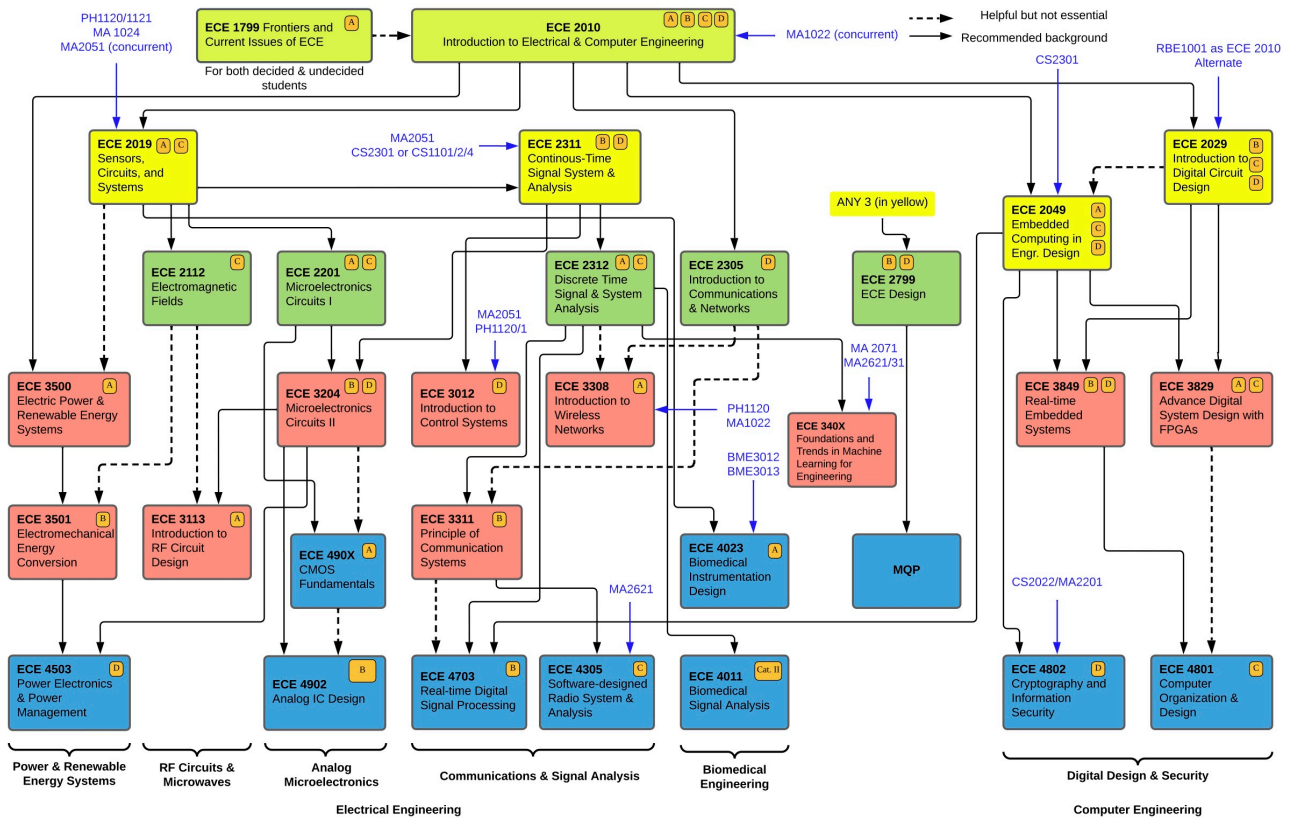 PH1120/1121
MA 1024
MA2051 (concurrent)
ECE 1799 Frontiers and
Current Issues of ECE
A
For both decided & undecided
students
ECE 2010
Introduction to Electrical & Computer Engineering
A B C D
MA1022 (concurrent)
Helpful but not essential
Recommended background
CS2301
RBE1001 as ECE 2010
Alternate
ECE 2019
Sensors,
Circuits, and
Systems
A C
MA2051
CS2301 or CS1101/2/4
ECE 2311
Continous-Time
Signal System &
Analysis
B D
ECE 2029
Introduction to
Digital Circuit
Design
B
C
D
ANY 3 (in yellow)
ECE 2049
Embedded
Computing in
Engr. Design
A
C
D
ECE 2112
Electromagnetic
Fields
C
ECE 2201
Microelectronics
Circuits I
A C
ECE 2312
Discrete Time
Signal & System
Analysis
A C
ECE 2305
Introduction to
Communications
& Networks
D
B D
ECE 2799
ECE Design
MA2051
PH1120/1
MA 2071
MA2621/31
ECE 3500
Electric Power &
Renewable Energy
Systems
A
ECE 3204
Microelectronics
Circuits II
B D
ECE 3012
Introduction to
Control Systems
D
ECE 3308
Introduction to
Wireless
Networks
A
PH1120
MA1022
ECE 340X
Foundations and
Trends in Machine
Learning for
Engineering
ECE 3849
Real-time
Embedded
Systems
B D
ECE 3829
Advance Digital
System Design with
FPGAs
A C
BME3012
BME3013
ECE 3501
Electromechanical
Energy
Conversion
B
ECE 3113
Introduction to
RF Circuit
Design
A
ECE 490X
CMOS
Fundamentals
A
ECE 3311
Principle of
Communication
Systems
B
ECE 4023
Biomedical
Instrumentation
Design
A
MQP
MA2621
CS2022/MA2201
ECE 4503
Power Electronics
& Power
Management
D
ECE 4902
Analog IC Design
B
ECE 4703
Real-time Digital
Signal Processing
B
ECE 4305
Software-designed
Radio System &
Analysis
C
ECE 4011
Biomedical
Signal Analysis
Cat. II
ECE 4802
Cryptography and
Information
Security
D
ECE 4801
Computer
Organization &
Design
C
Power & Renewable
Energy Systems
RF Circuits &
Microwaves
Analog
Microelectronics
Communications & Signal Analysis
Biomedical
Engineering
Digital Design & Security
Electrical Engineering
Computer Engineering